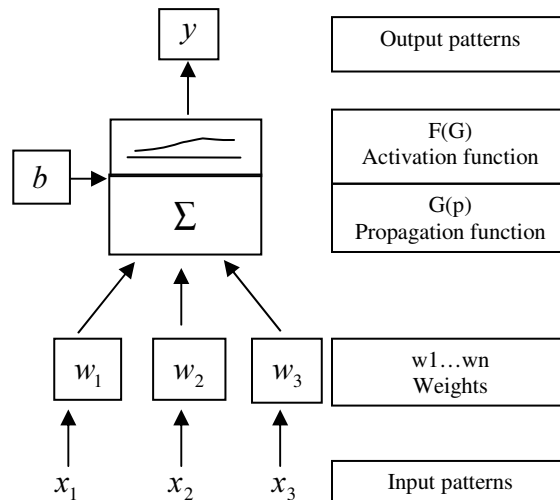 y
Output patterns
F(G)
Activation function
b
G(p)
Σ
Propagation function
w1 w2 w3
w1...wn
Weights
x1 x2 x3
Input patterns